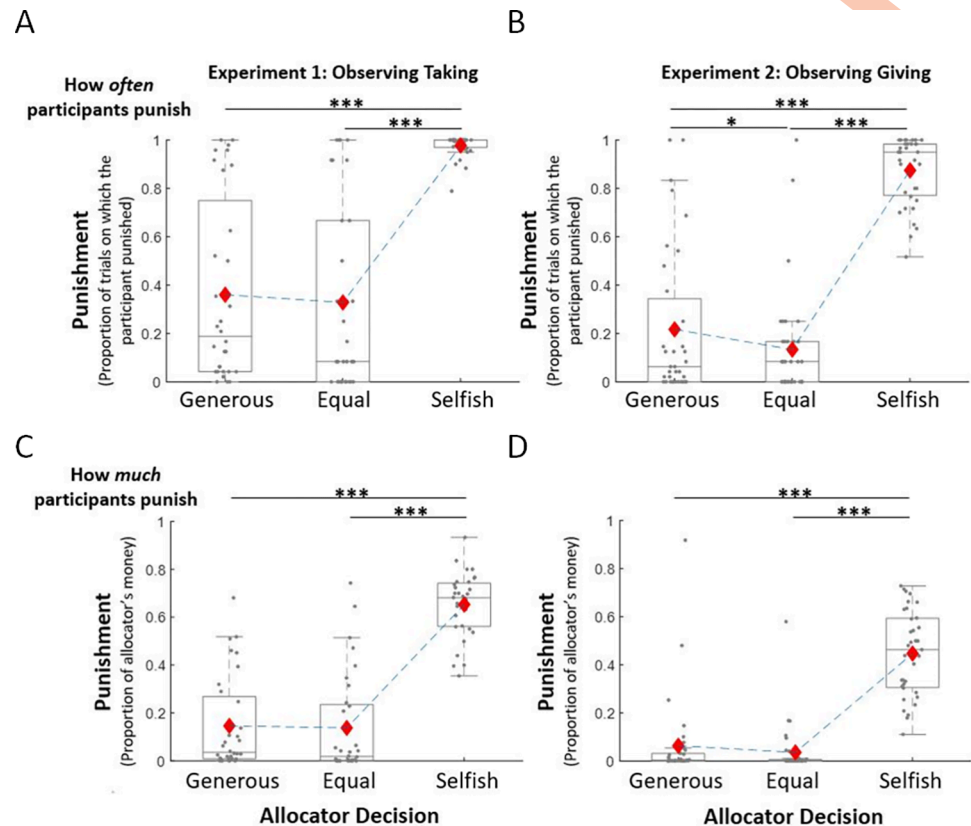 A
B
How often
participants punish
Experiment 1: Observing Taking
Experiment 2: Observing Giving
***
***
***
*
***
Punishment
(Proportion of trials on which the
participant punished)
1
0.8
0.6
0.4
0.2
0
Generous Equal Selfish
Punishment
(Proportion of trials on which the
participant punished)
1
0.8
0.6
0.4
0.2
0
Generous Equal Selfish
C
D
How much
participants punish
***
***
***
***
Punishment
(Proportion of allocator's money)
1
0.8
0.6
0.4
0.2
0
Generous Equal Selfish
Allocator Decision
Punishment
(Proportion of allocator's money)
1
0.8
0.6
0.4
0.2
0
Generous Equal Selfish
Allocator Decision